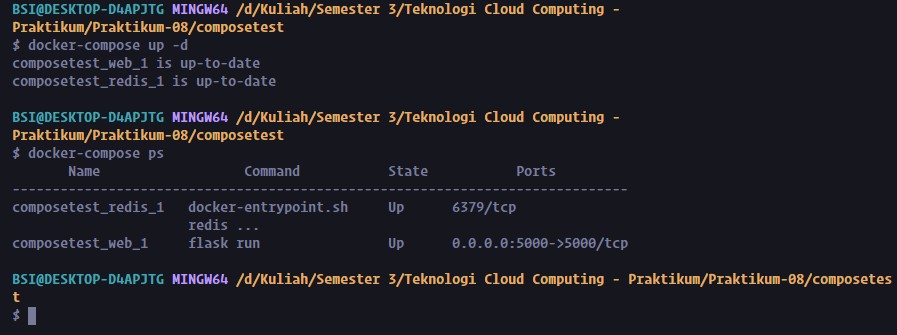 BSI@DESKTOP-D4APJTG MINGW64 /d/Kuliah/Semester 3/Teknologi Cloud Computing -
Praktikum/Praktikum-08/composetest
$ docker-compose up -d
composetest_web_1 is up-to-date
composetest_redis_1 is up-to-date
BSI@DESKTOP-D4APJTG MINGW64 /d/Kuliah/Semester 3/Teknologi Cloud Computing -
Praktikum/Praktikum-08/composetest
$ docker-compose ps
       Name                  Command               State           Ports
-----------------------------------------------------------------------------
composetest_redis_1   docker-entrypoint.sh     Up      6379/tcp
                      redis ...
composetest_web_1     flask run                Up      0.0.0.0:5000->5000/tcp
BSI@DESKTOP-D4APJTG MINGW64 /d/Kuliah/Semester 3/Teknologi Cloud Computing - Praktikum/Praktikum-08/composetes
t
$